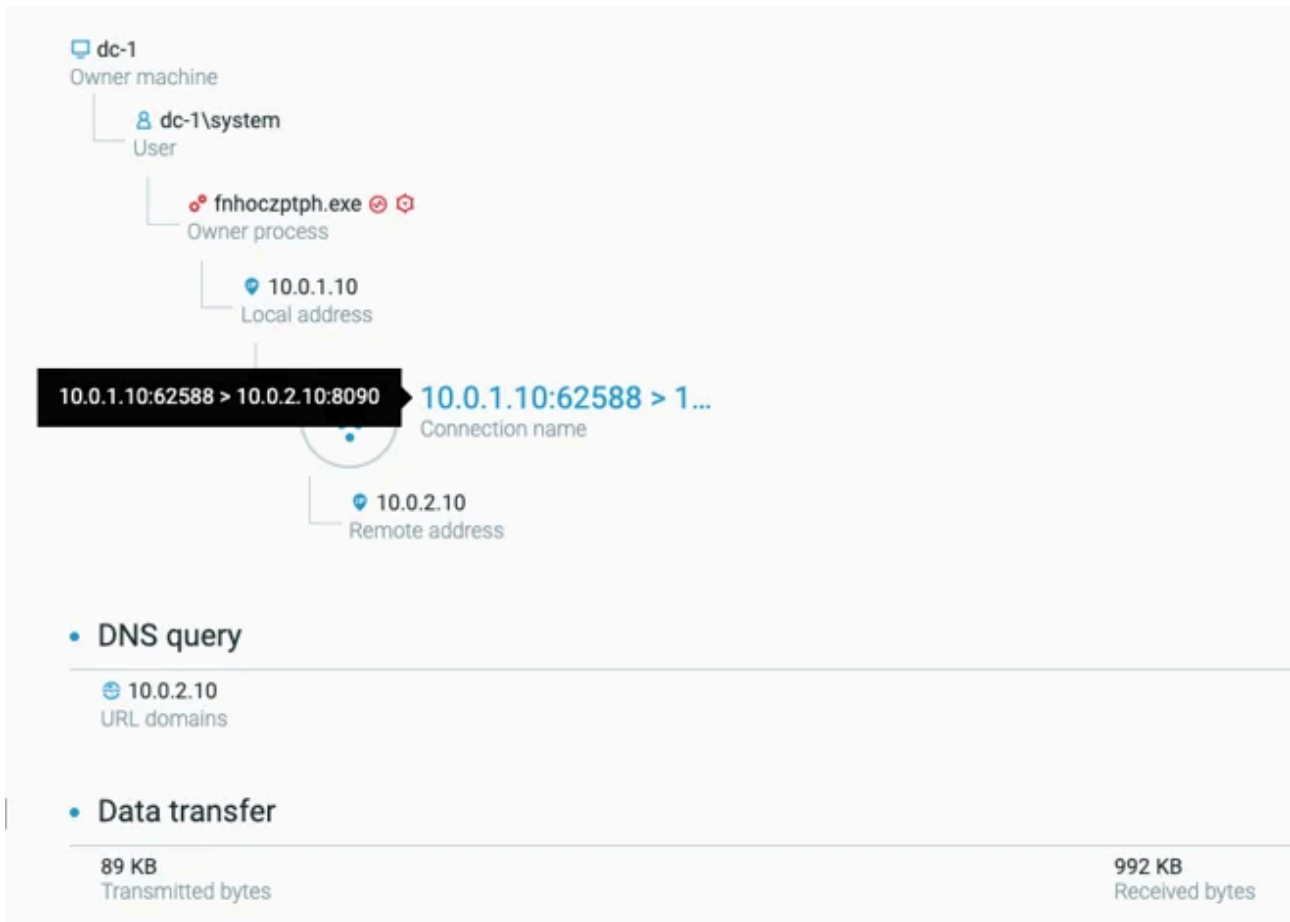 dc-1
Owner machine
dc-1\system
User
fnhoczptph.exe
Owner process
10.0.1.10
Local address
10.0.1.10:62588 > 10.0.2.10:8090
10.0.1.10:62588 > 1...
Connection name
10.0.2.10
Remote address
• DNS query
10.0.2.10
URL domains
• Data transfer
89 KB
992 KB
Transmitted bytes
Received bytes